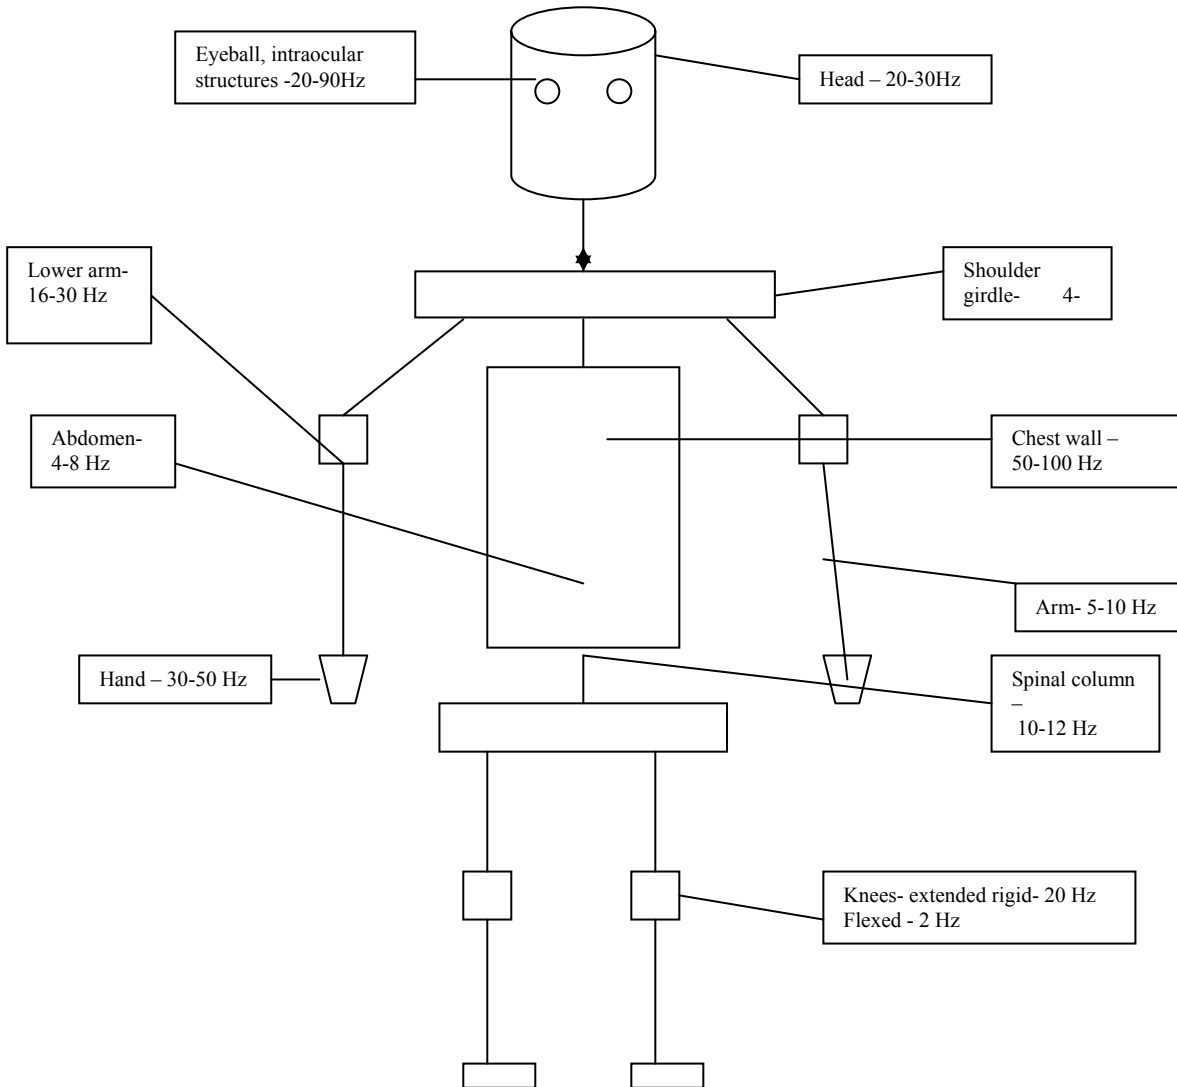 Eyeball, intraocular
structures -20-90Hz
Head – 20-30Hz
Lower arm-
16-30 Hz
Shoulder
girdle- 4-
Abdomen-
4-8 Hz
Chest wall –
50-100 Hz
Arm- 5-10 Hz
Hand – 30-50 Hz
Spinal column
–
10-12 Hz
Knees- extended rigid- 20 Hz
Flexed - 2 Hz